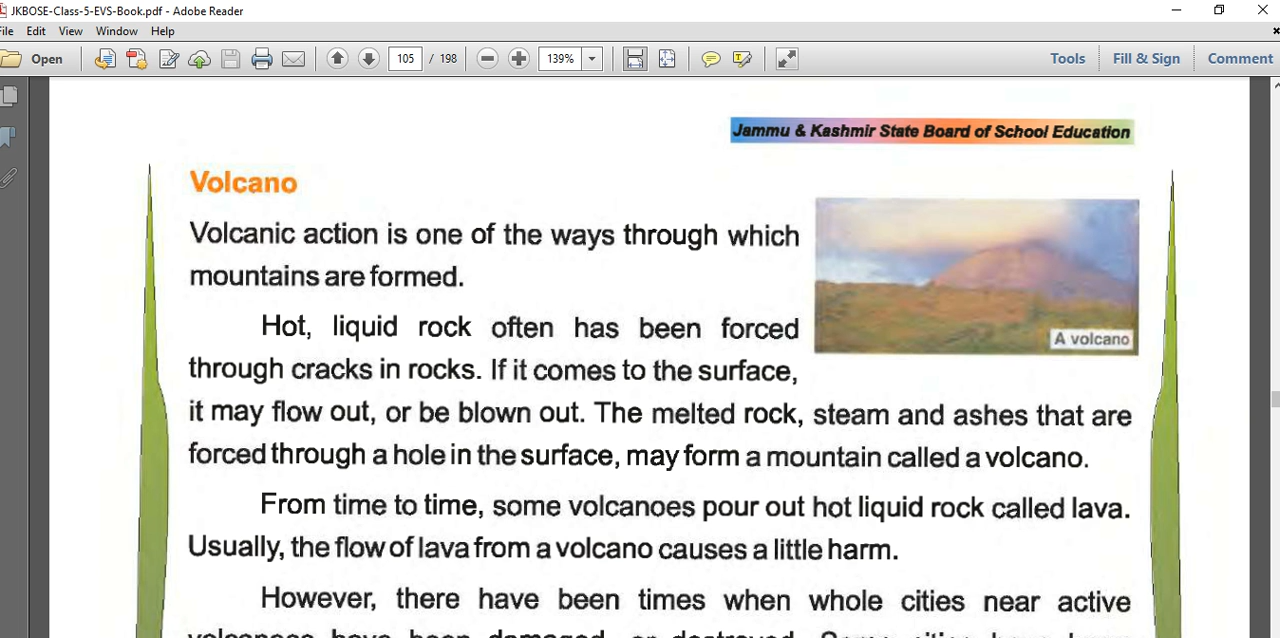 JKBOSE-Class-5-EVS-Book.pdf - Adobe Reader
File Edit View Window Help
Open 105 / 198 139% Tools Fill & Sign Comment
Jammu & Kashmir State Board of School Education
Volcano
Volcanic action is one of the ways through which
mountains are formed.
Hot, liquid rock often has been forced
through cracks in rocks. If it comes to the surface,
A volcano
it may flow out, or be blown out. The melted rock, steam and ashes that are
forced through a hole in the surface, may form a mountain called a volcano.
From time to time, some volcanoes pour out hot liquid rock called lava.
Usually, the flow of lava from a volcano causes a little harm.
However, there have been times when whole cities near active